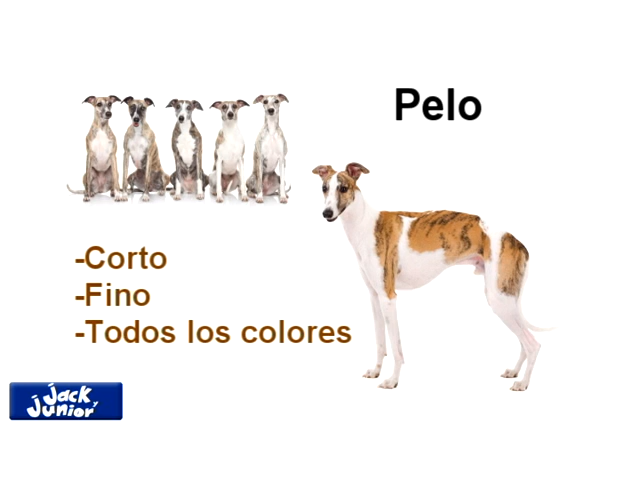 Pelo
-Corto
-Fino
-Todos los colores
Jack y
Junior